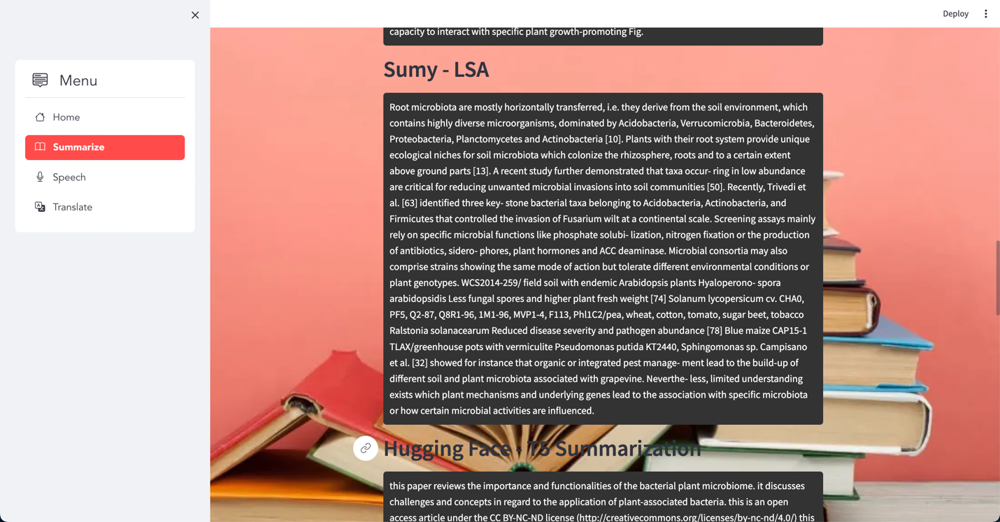 Deploy
Menu
Home
Summarize
Speech
Translate
capacity to interact with specific plant growth-promoting Fig.
Sumy - LSA
Root microbiota are mostly horizontally transferred, i.e. they derive from the soil environment, which
contains highly diverse microorganisms, dominated by Acidobacteria, Verrucomicrobia, Bacteroidetes,
Proteobacteria, Planctomycetes and Actinobacteria [10]. Plants with their root system provide unique
ecological niches for soil microbiota which colonize the rhizosphere, roots and to a certain extent
above ground parts [13]. A recent study further demonstrated that taxa occur- ring in low abundance
are critical for reducing unwanted microbial invasions into soil communities [50]. Recently, Trivedi et
al. [63] identified three key- stone bacterial taxa belonging to Acidobacteria, Actinobacteria, and
Firmicutes that controlled the invasion of Fusarium wilt at a continental scale. Screening assays mainly
rely on specific microbial functions like phosphate solubi- lization, nitrogen fixation or the production
of antibiotics, sidero- phores, plant hormones and ACC deaminase. Microbial consortia may also
comprise strains showing the same mode of action but tolerate different environmental conditions or
plant genotypes. WCS2014-259/ field soil with endemic Arabidopsis plants Hyaloperono- spora
arabidopsidis Less fungal spores and higher plant fresh weight [74] Solanum lycopersicum cv. CHA0,
PF5, Q2-87, Q8R1-96, 1M1-96, MVP1-4, F113, Phl1C2/pea, wheat, cotton, tomato, sugar beet, tobacco
Ralstonia solanacearum Reduced disease severity and pathogen abundance [78] Blue maize CAP15-1
TLAX/greenhouse pots with vermiculite Pseudomonas putida KT2440, Sphingomonas sp. Campisano
et al. [32] showed for instance that organic or integrated pest manage- ment lead to the build-up of
different soil and plant microbiota associated with grapevine. Neverthe- less, limited understanding
exists which plant mechanisms and underlying genes lead to the association with specific microbiota
or how certain microbial activities are influenced.
Hugging Face - T5 Summarization
this paper reviews the importance and functionalities of the bacterial plant microbiome. it discusses
challenges and concepts in regard to the application of plant-associated bacteria. this is an open
access article under the CC BY-NC-ND license (http://creativecommons.org/licenses/by-nc-nd/4.0/) this